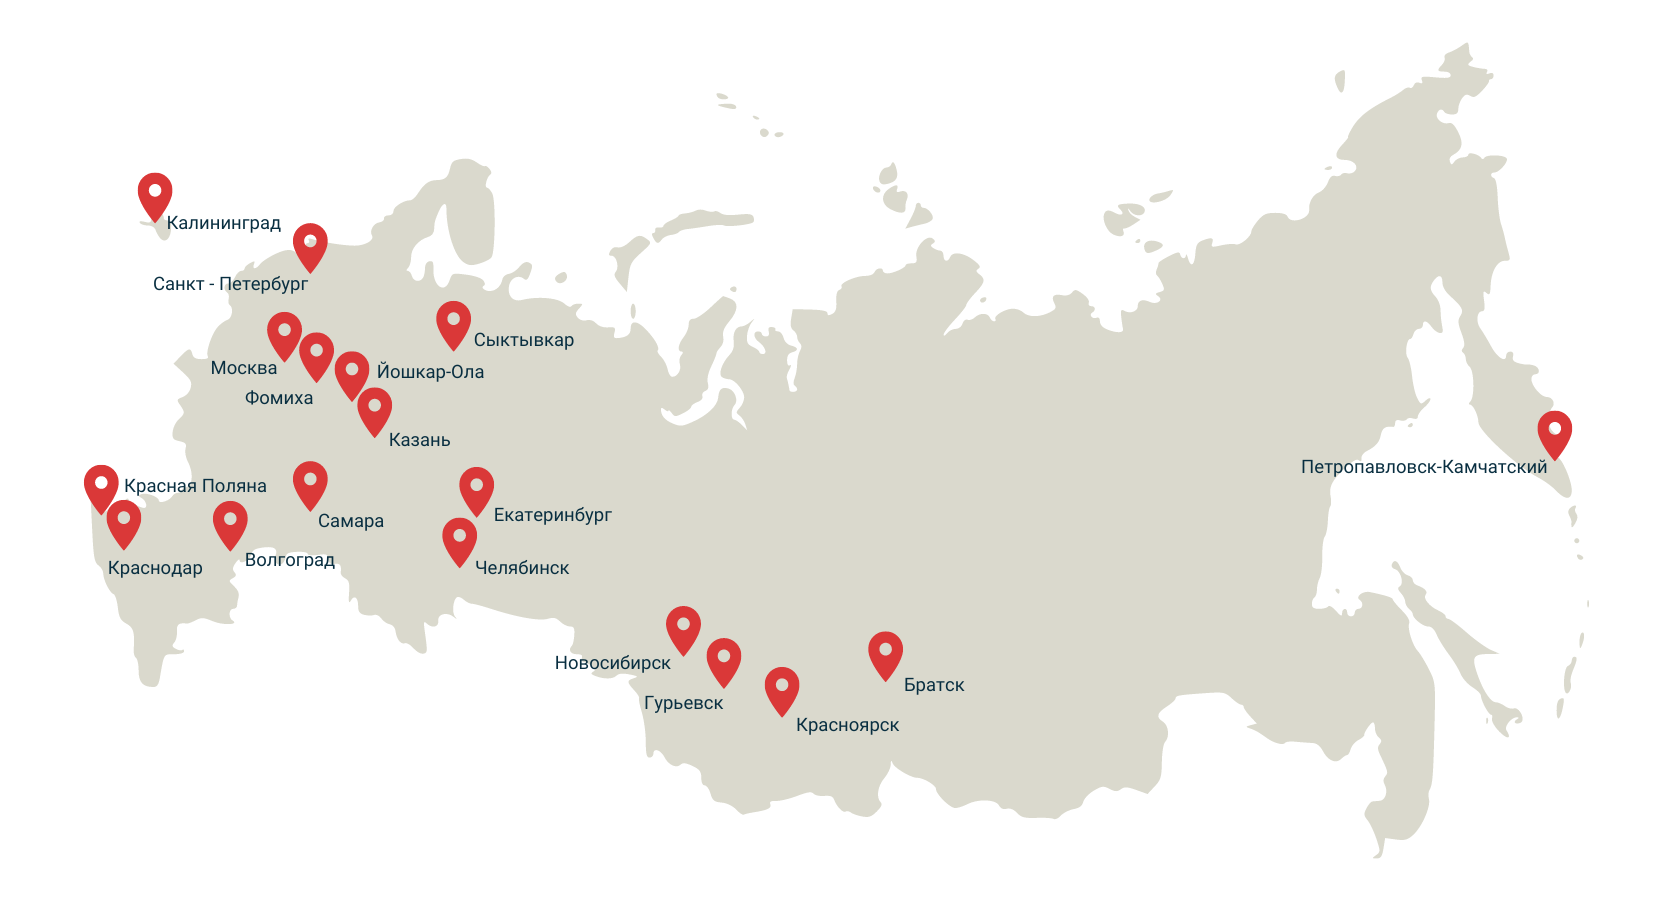 Калининград
Санкт - Петербург
Сыктывкар
Москва
Йошкар-Ола
Фомиха
Казань
Петропавловск-Камчатский
Красная Поляна
Екатеринбург
Самара
Волгоград
Краснодар
Челябинск
Новосибирск
Братск
Гурьевск
Красноярск